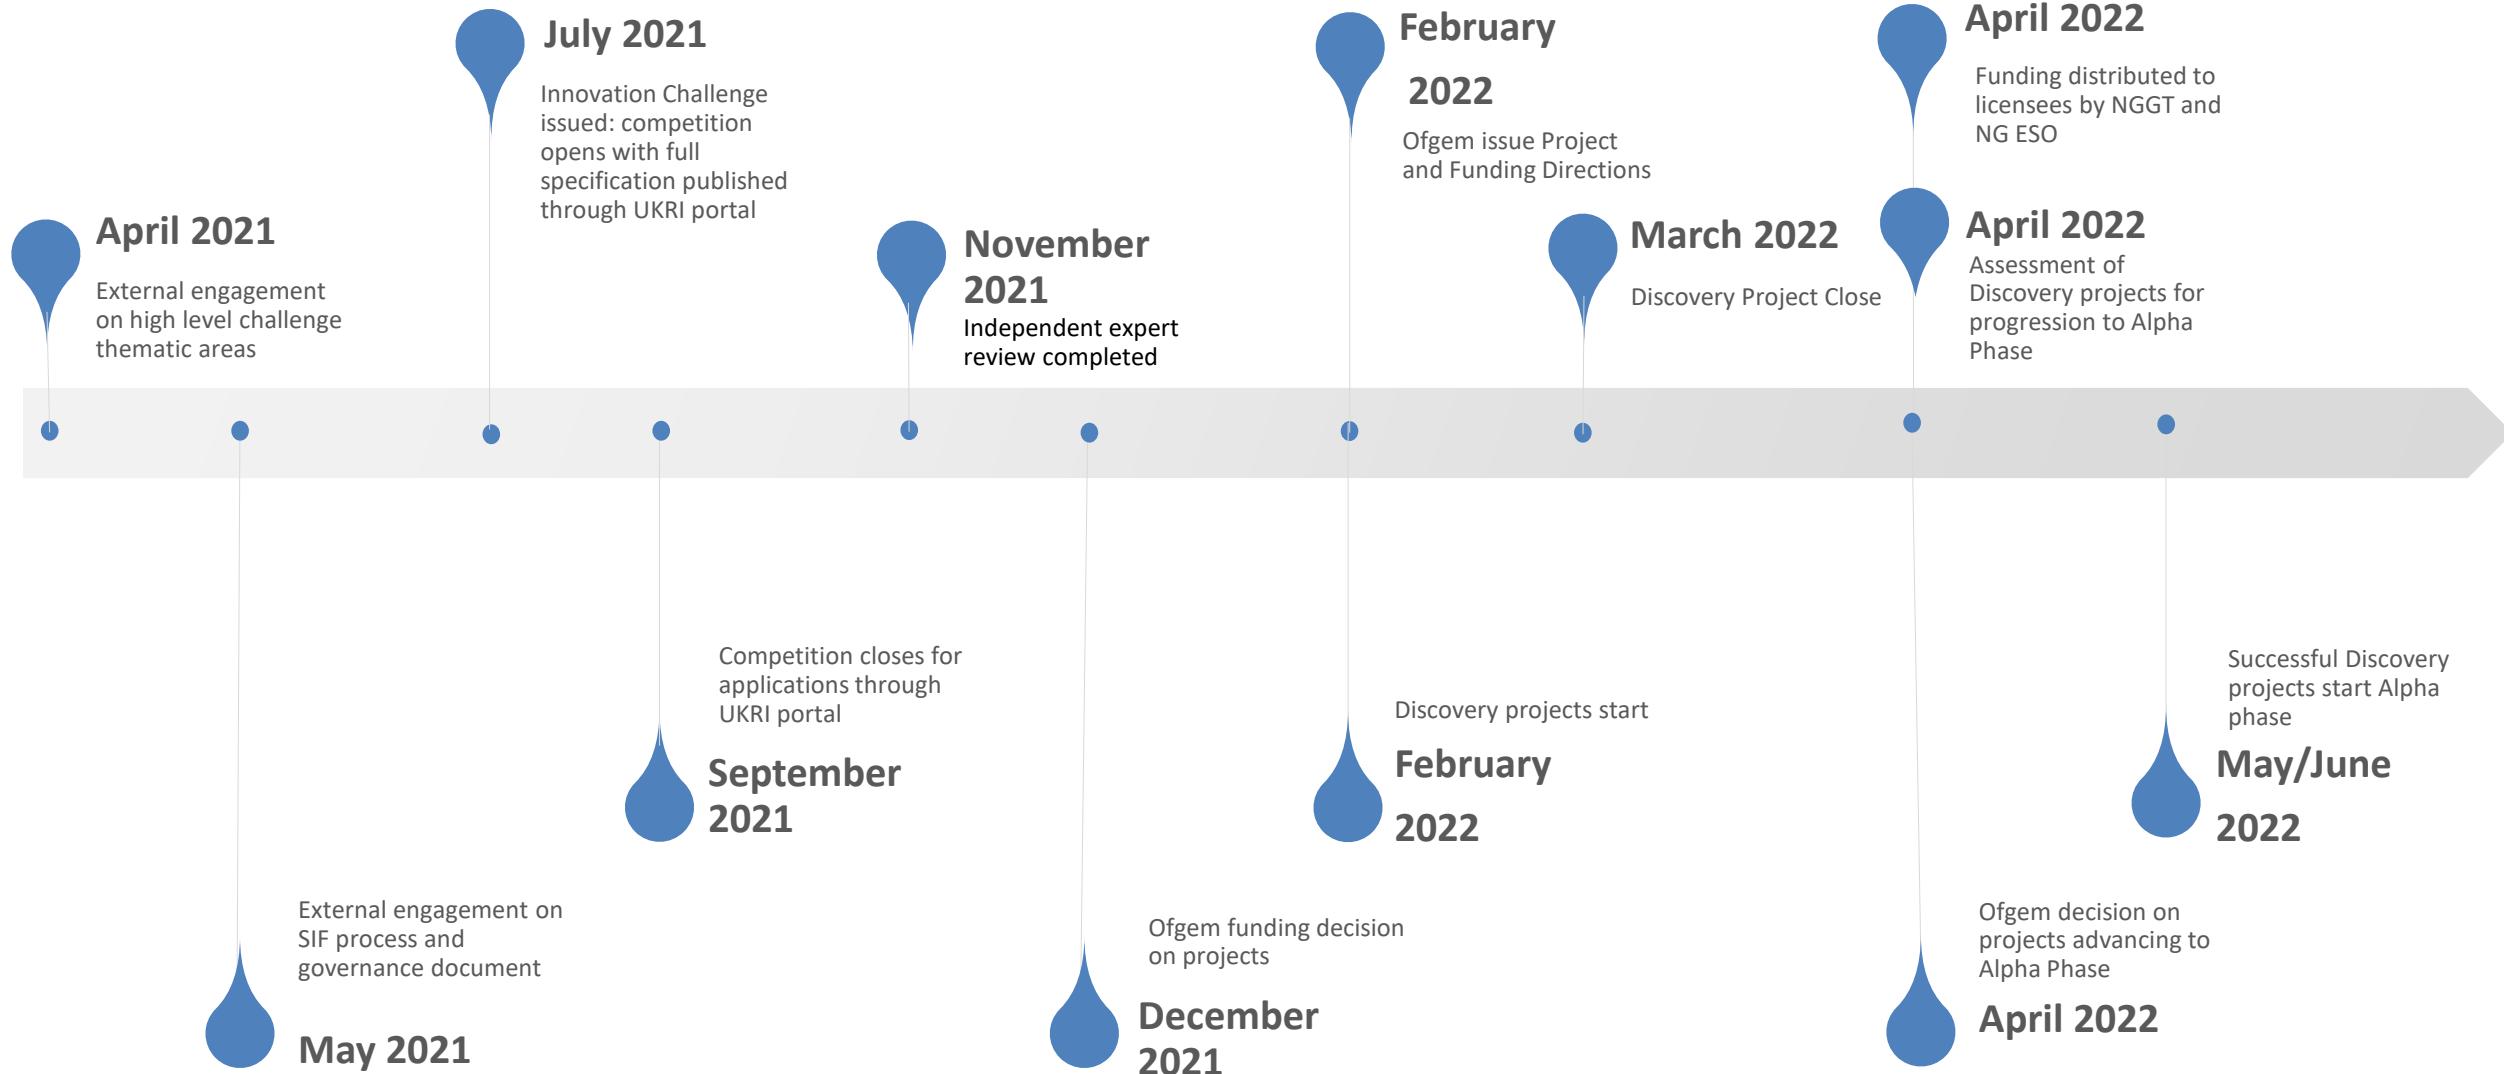 April 2021
External engagement
on high level challenge
thematic areas
July 2021
Innovation Challenge
issued: competition
opens with full
specification published
through UKRI portal
November
2021
Independent expert
review completed
February
2022
Ofgem issue Project
and Funding Directions
March 2022
Discovery Project Close
April 2022
Funding distributed to
licensees by NGGT and
NG ESO
April 2022
Assessment of
Discovery projects for
progression to Alpha
Phase
External engagement on
SIF process and
governance document
May 2021
Competition closes for
applications through
UKRI portal
September
2021
Ofgem funding decision
on projects
December
2021
Discovery projects start
February
2022
Ofgem decision on
projects advancing to
Alpha Phase
April 2022
Successful Discovery
projects start Alpha
phase
May/June
2022